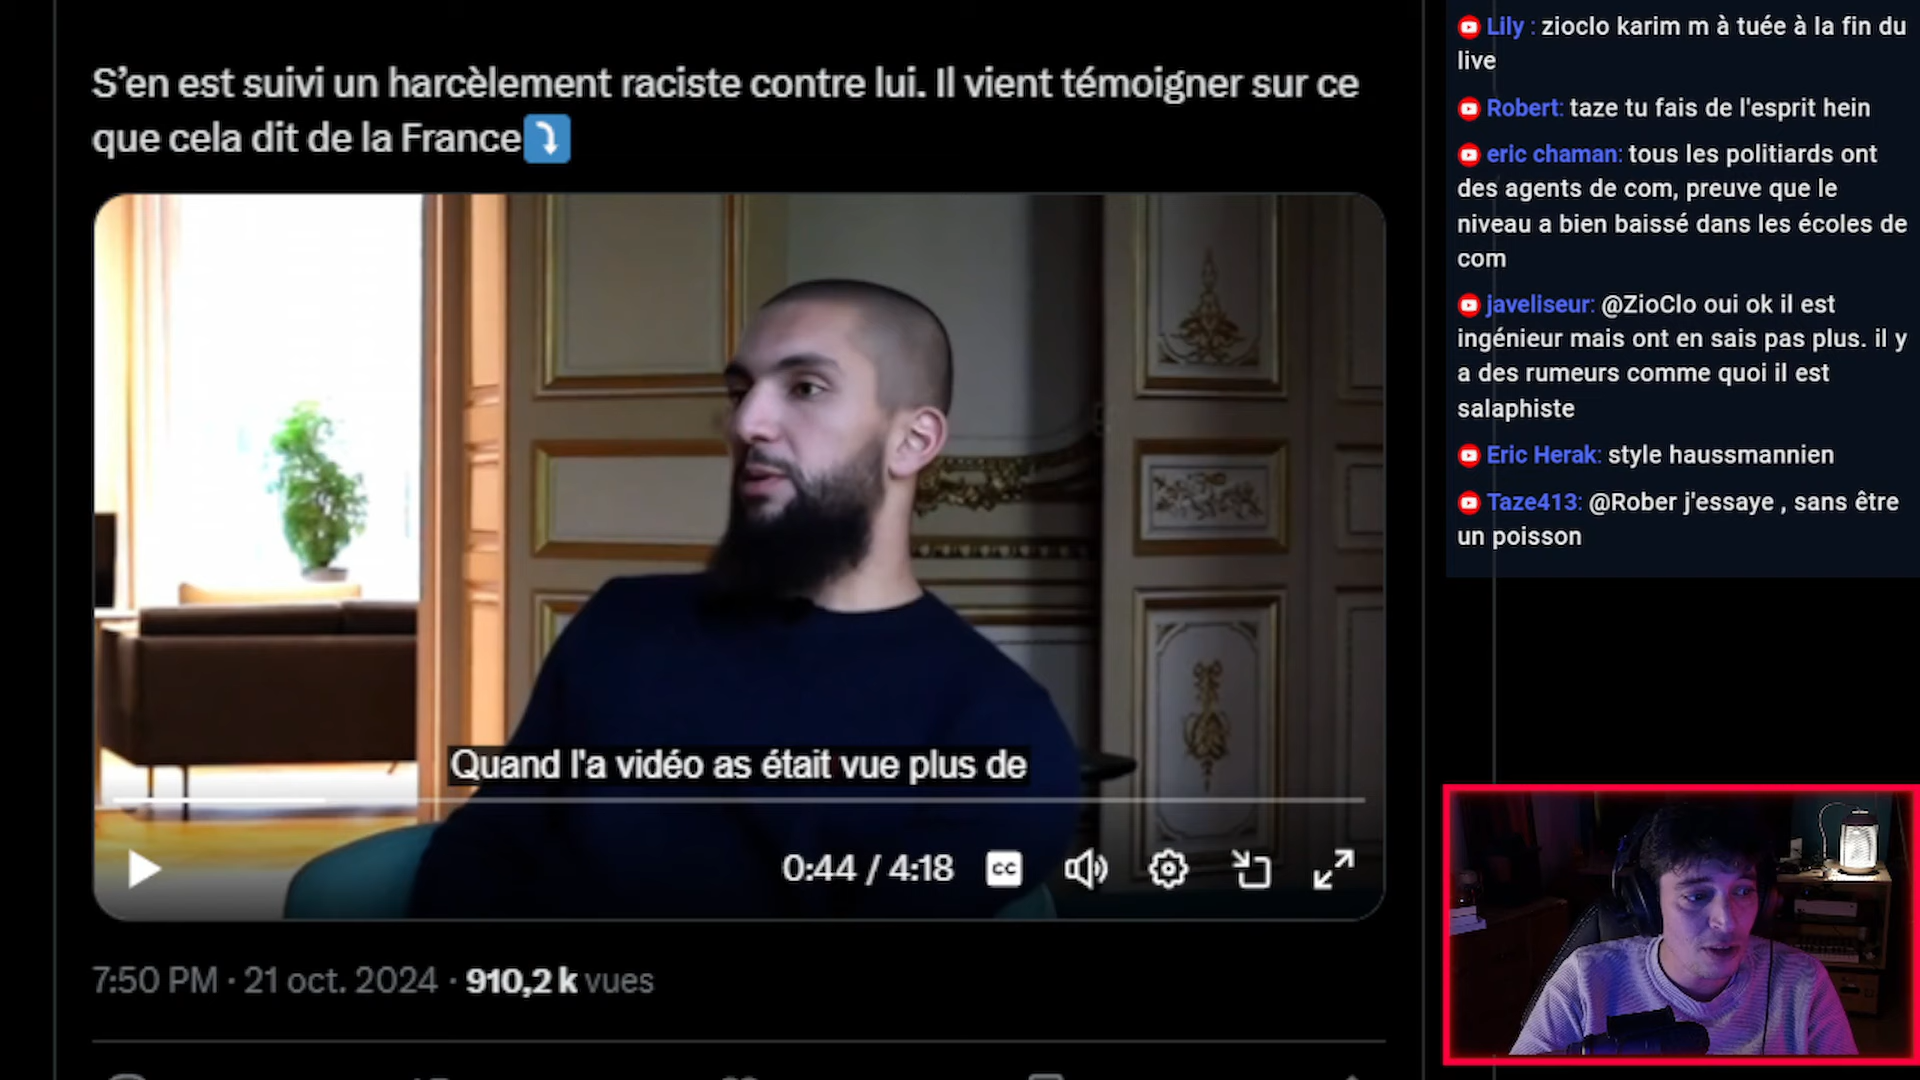 S’en est suivi un harcèlement raciste contre lui. Il vient témoigner sur ce
que cela dit de la France
Quand l'a vidéo as était vue plus de
0:44 / 4:18
CC
7:50 PM · 21 oct. 2024 · 910,2 k vues
Lily : zioclo karim m à tuée à la fin du
live
Robert: taze tu fais de l'esprit hein
eric chaman: tous les politiards ont
des agents de com, preuve que le
niveau a bien baissé dans les écoles de
com
javeliseur: @ZioClo oui ok il est
ingénieur mais ont en sais pas plus. il y
a des rumeurs comme quoi il est
salaphiste
Eric Herak: style haussmannien
Taze413: @Rober j'essaye , sans être
un poisson